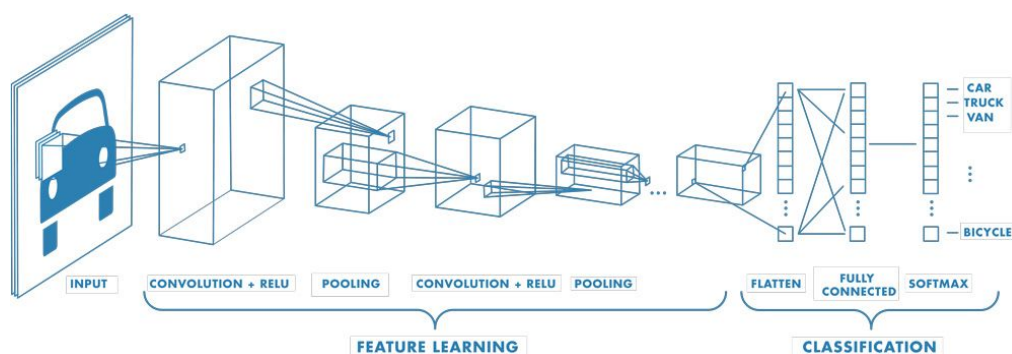 CAR
TRUCK
VAN
BICYCLE
INPUT
CONVOLUTION + RELU
POOLING
CONVOLUTION + RELU
POOLING
FLATTEN
FULLY
CONNECTED
SOFTMAX
FEATURE LEARNING
CLASSIFICATION